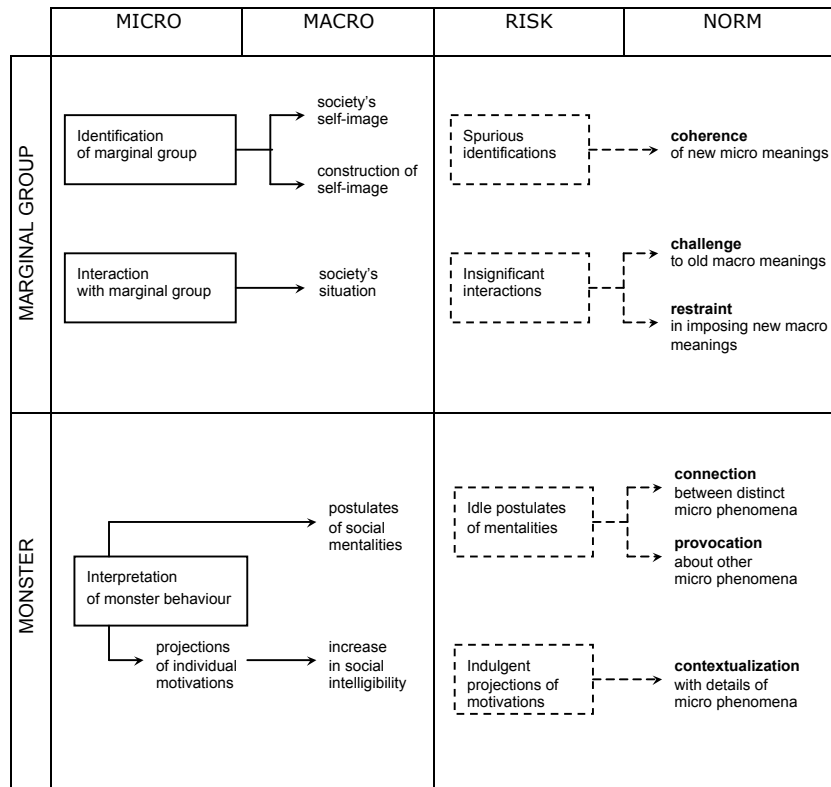 MICRO
MACRO
RISK
NORM
MARGINAL GROUP
Identification
of marginal group
society's
self-image
construction of
self-image
Spurious
identifications
coherence
of new micro meanings
Interaction
with marginal group
society's
situation
Insignificant
interactions
challenge
to old macro meanings
restraint
in imposing new macro
meanings
MONSTER
Interpretation
of monster behaviour
postulates
of social
mentalities
projections
of individual
motivations
increase
in social
intelligibility
Idle postulates
of mentalities
connection
between distinct
micro phenomena
provocation
about other
micro phenomena
Indulgent
projections of
motivations
contextualization
with details of
micro phenomena